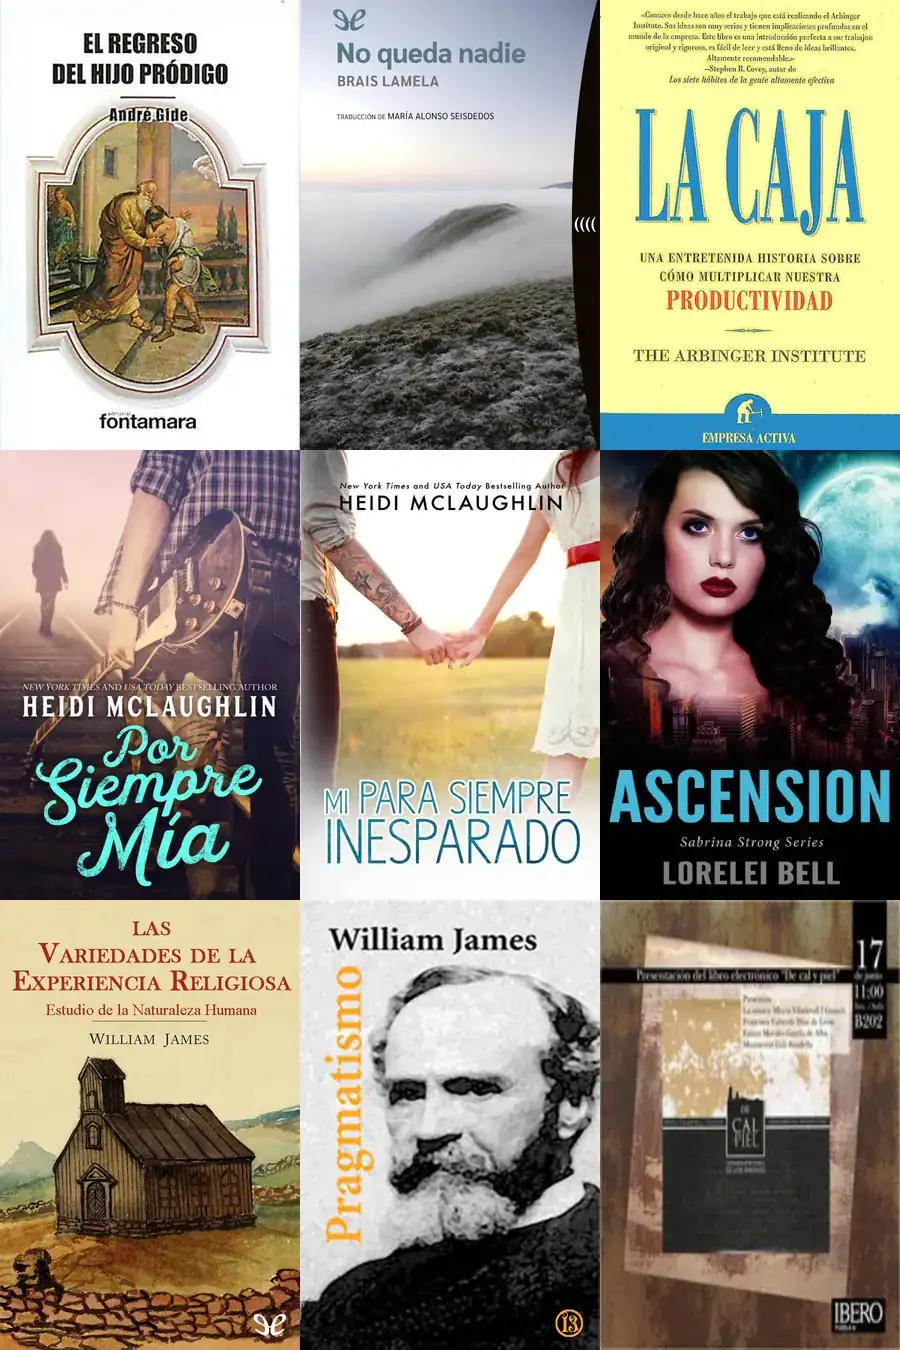 EL REGRESO
DEL HIJO PRÓDIGO
André Gide
editorial
fontamara
No queda nadie
BRAIS LAMELA
TRADUCCIÓN DE MARÍA ALONSO SEISDEDOS
«Conozco desde hace años el trabajo que está realizando el Arbinger
Institute. Sus ideas son muy serias y tienen implicaciones profundas en el
mundo de la empresa. Este libro es una introducción perfecta a sus trabajos:
original y riguroso, es fácil de leer y está lleno de ideas brillantes.
Altamente recomendable.»
—Stephen R. Covey, autor de
Los siete hábitos de la gente altamente efectiva
LA CAJA
UNA ENTRETENIDA HISTORIA SOBRE
CÓMO MULTIPLICAR NUESTRA
PRODUCTIVIDAD
THE ARBINGER INSTITUTE
EMPRESA ACTIVA
NEW YORK TIMES AND USA TODAY BESTSELLING AUTHOR
HEIDI MCLAUGHLIN
Por
Siempre
Mía
New York Times and USA Today Bestselling Author
HEIDI MCLAUGHLIN
MI PARA SIEMPRE
INESPARADO
ASCENSION
Sabrina Strong Series
LORELEI BELL
LAS
VARIEDADES DE LA
EXPERIENCIA RELIGIOSA
Estudio de la Naturaleza Humana
WILLIAM JAMES
William James
Pragmatismo
13
Presentación del libro electrónico "De cal y piel"
17
de junio
11:00
B202
DE
CAL
PIEL
IBERO